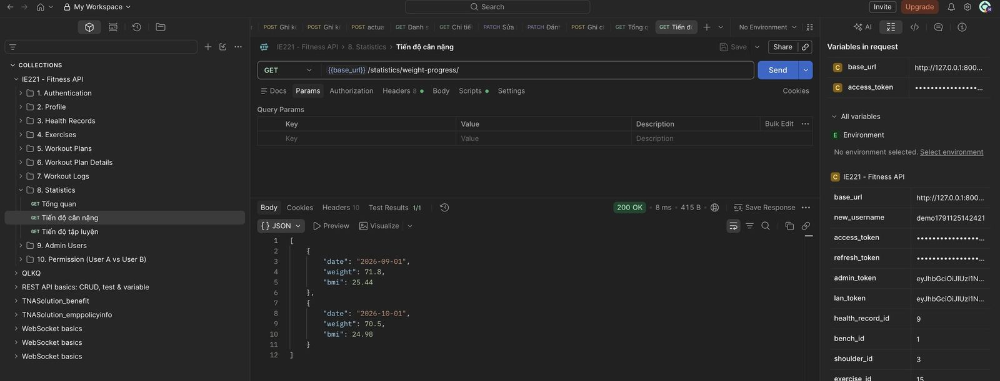 My Workspace
Search
Invite
Upgrade
POST Ghi k
POST Ghi k
POST actua
GET Danh s
GET Chi tiế
PATCH Sửa
PATCH Đán
POST Ghi c
GET Tổng q
GET Tiến đ
No Environment
AI
IE221 - Fitness API > 8. Statistics > Tiến độ cân nặng
Save
Share
Variables in request
COLLECTIONS
IE221 - Fitness API
1. Authentication
2. Profile
3. Health Records
4. Exercises
5. Workout Plans
6. Workout Plan Details
7. Workout Logs
8. Statistics
GET Tổng quan
GET Tiến độ cân nặng
GET Tiến độ tập luyện
9. Admin Users
10. Permission (User A vs User B)
QLKQ
REST API basics: CRUD, test & variable
TNASolution_benefit
TNASolution_emppolicyinfo
WebSocket basics
WebSocket basics
WebSocket basics
GET
{{base_url}} /statistics/weight-progress/
Send
Docs
Params
Authorization
Headers 8
Body
Scripts
Settings
Cookies
Query Params
Key
Value
Description
Bulk Edit
Key
Value
Description
Body
Cookies
Headers 10
Test Results 1/1
200 OK
8 ms
415 B
e.g. Save Response
{} JSON
Preview
Visualize
1 [
2 {
3 "date": "2026-09-01",
4 "weight": 71.8,
5 "bmi": 25.44
6 },
7 {
8 "date": "2026-10-01",
9 "weight": 70.5,
10 "bmi": 24.98
11 }
12 ]
C base_url http://127.0.0.1:800...
C access_token ••••••••••••••••...
All variables
E Environment
No environment selected. Select environment
C IE221 - Fitness API
base_url http://127.0.0.1:800...
new_username demo1791125142421
access_token ••••••••••••••••...
refresh_token ••••••••••••••••...
admin_token eyJhbGciOiJIUzI1N...
lan_token eyJhbGciOiJIUzI1N...
health_record_id 9
bench_id 1
shoulder_id 3
exercise_id 15